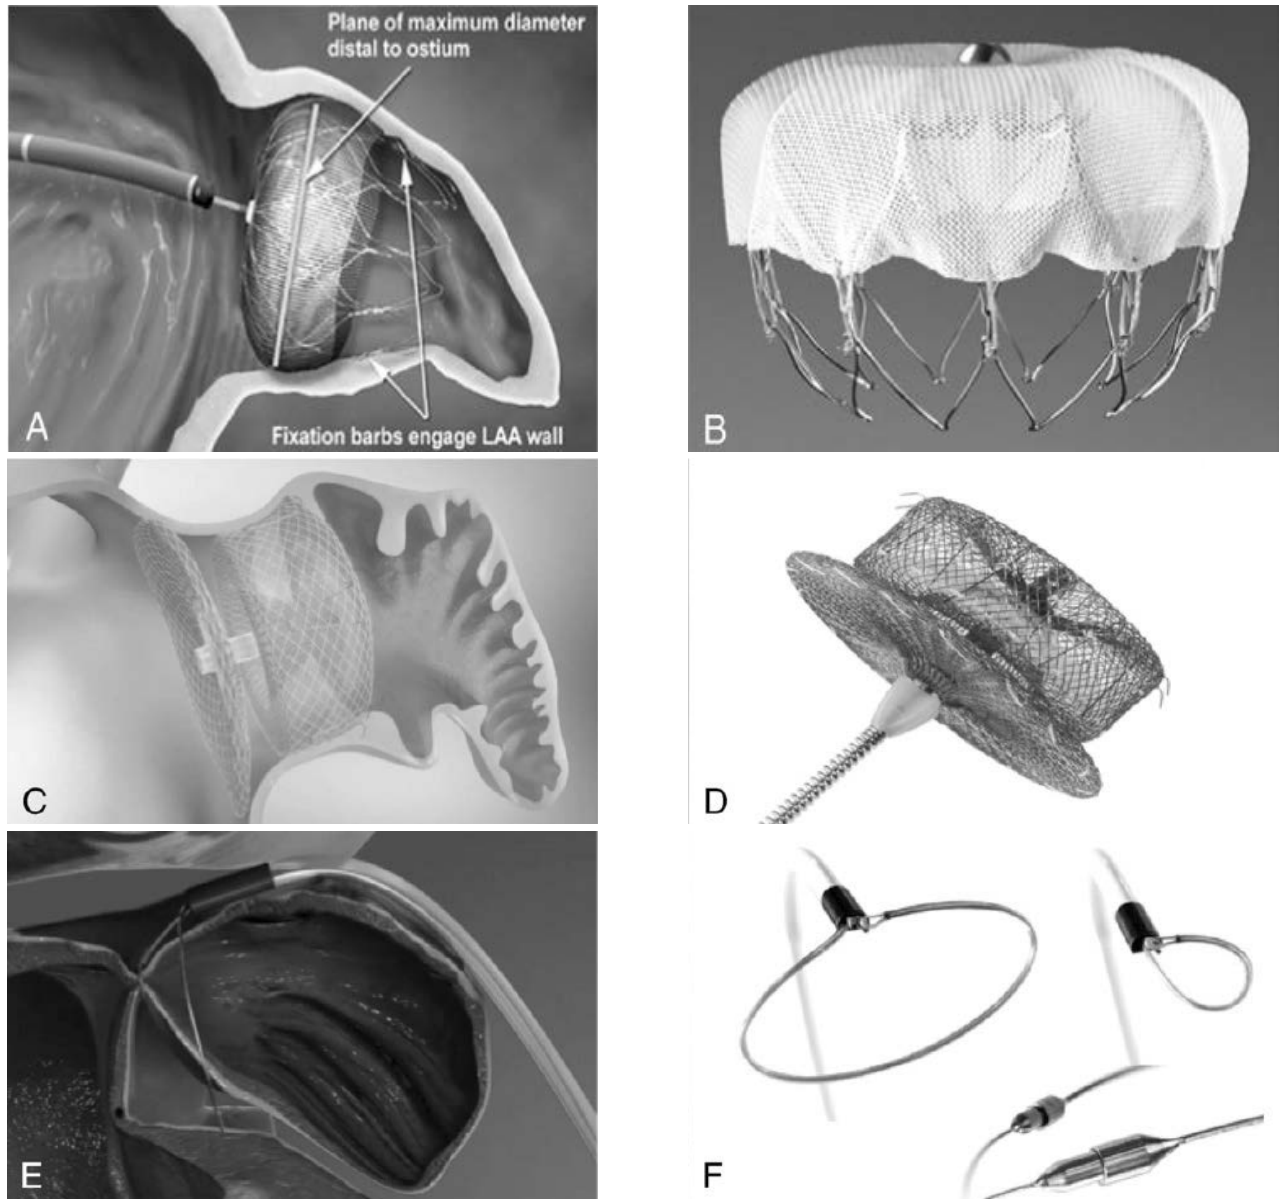 Plane of maximum diameter
distal to ostium
A
Fixation barbs engage LAA wall
B
C
D
E
F